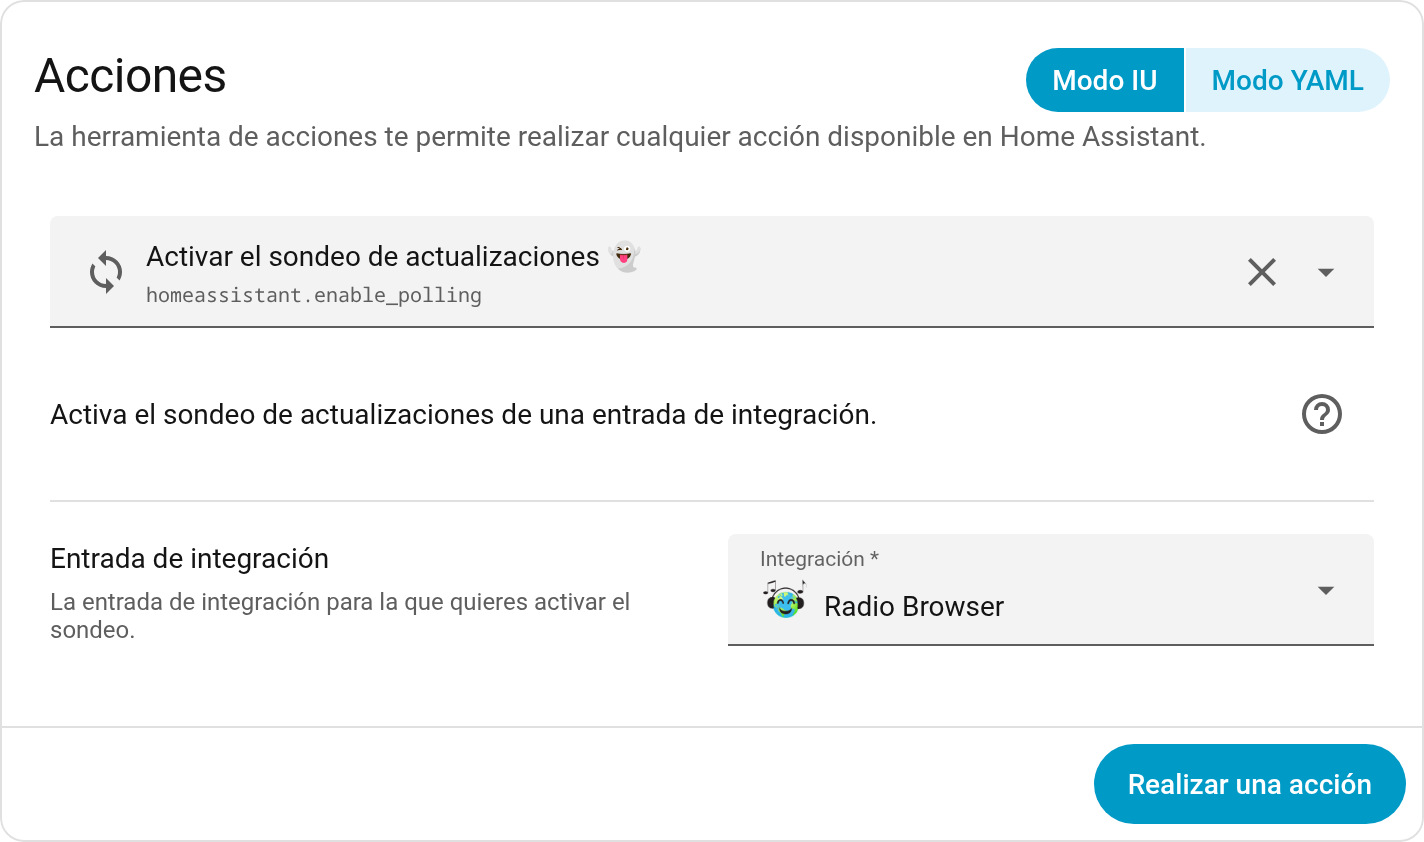 Acciones
Modo IU
Modo YAML
La herramienta de acciones te permite realizar cualquier acción disponible en Home Assistant.
Activar el sondeo de actualizaciones 👻
homeassistant.enable_polling
Activa el sondeo de actualizaciones de una entrada de integración.
Entrada de integración
La entrada de integración para la que quieres activar el
sondeo.
Integración *
Radio Browser
Realizar una acción